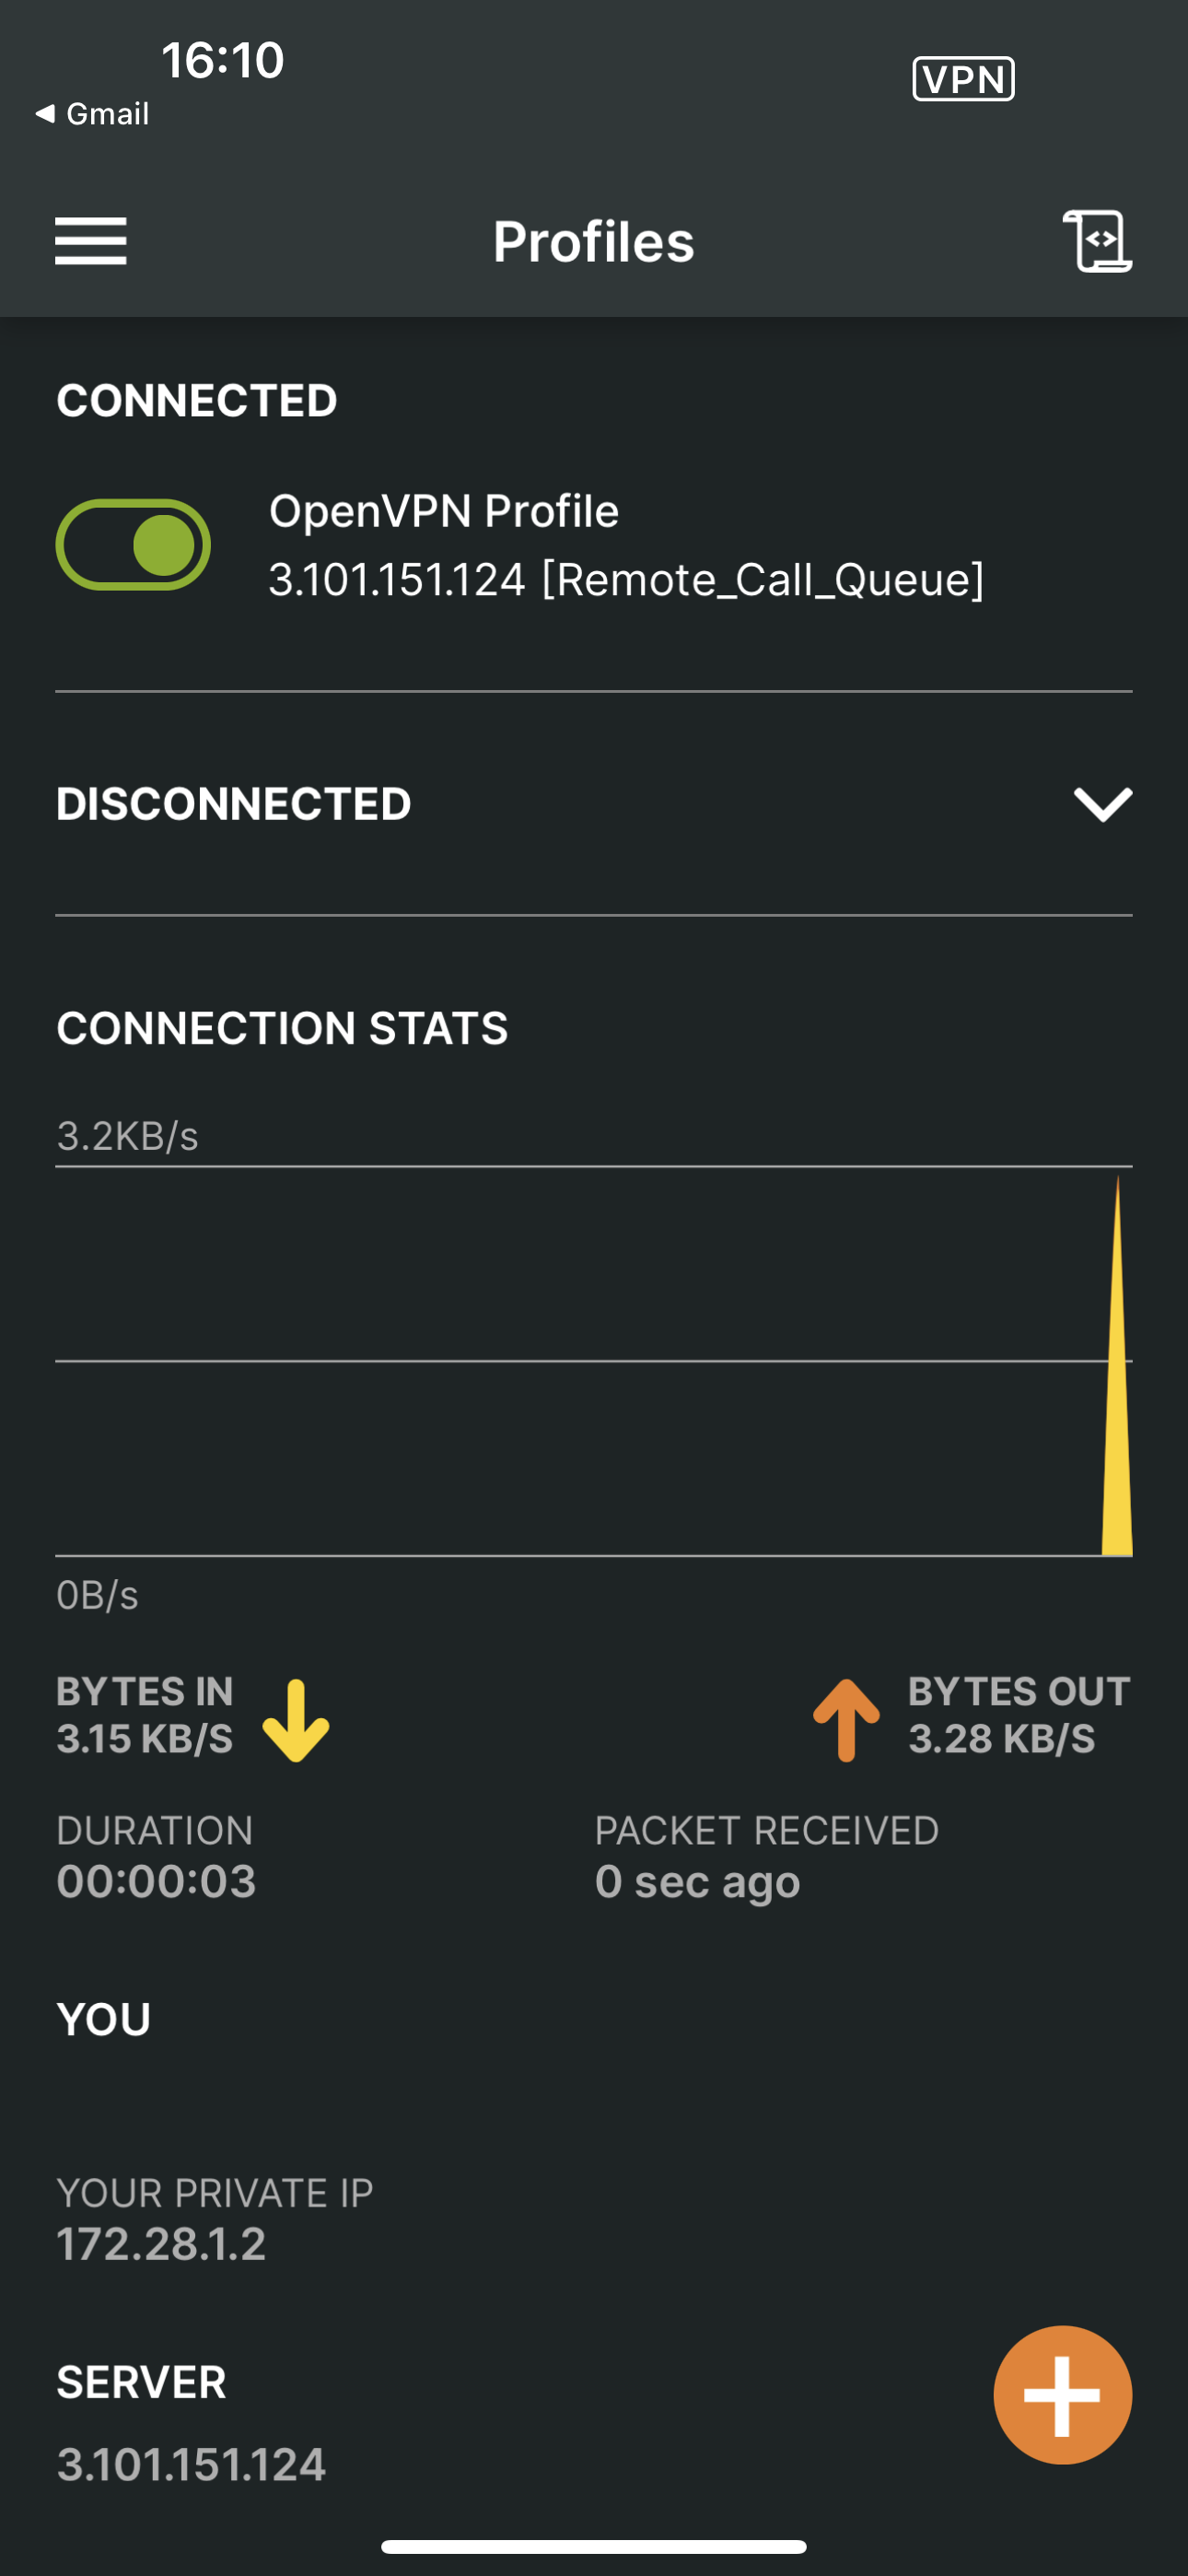 16:10
VPN
◀ Gmail
Profiles
CONNECTED
OpenVPN Profile
3.101.151.124 [Remote_Call_Queue]
DISCONNECTED
CONNECTION STATS
3.2KB/s
0B/s
BYTES IN
3.15 KB/S
BYTES OUT
3.28 KB/S
DURATION
00:00:03
PACKET RECEIVED
0 sec ago
YOU
YOUR PRIVATE IP
172.28.1.2
SERVER
3.101.151.124